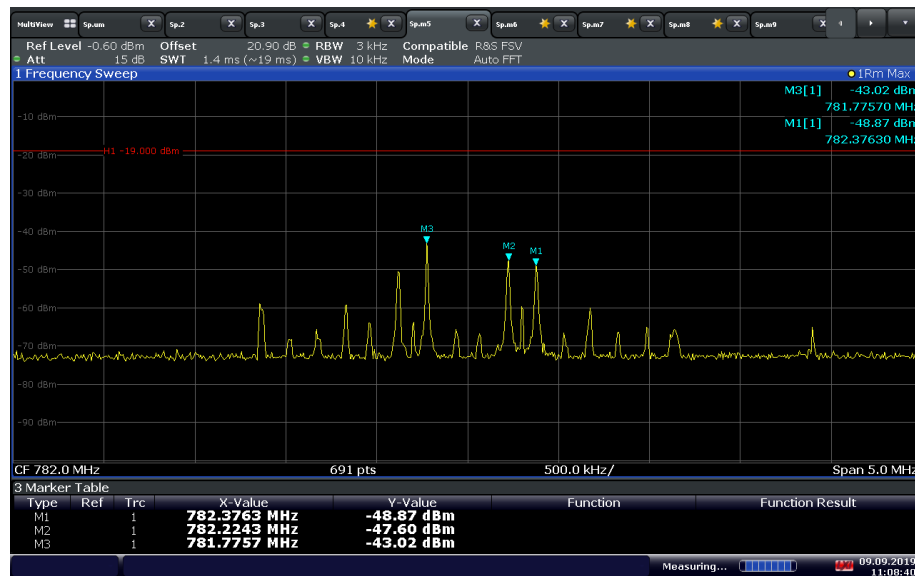 MultiView Sp.um X Sp.2 X Sp.3 X Sp.4 X Sp.m5 X Sp.m6 X Sp.m7 X Sp.m8 X Sp.m9 X
Ref Level -0.60 dBm Offset 20.90 dB RBW 3 kHz Compatible R&S FSV
Att 15 dB SWT 1.4 ms (~19 ms) VBW 10 kHz Mode Auto FFT
1 Frequency Sweep 1Rm Max
M3[1] -43.02 dBm
781.77570 MH
-10 dBm
M1[1] -48.87 dBm
782.37630 MH
H1 -19.000 dBm
-20 dBm
-30 dBm
-40 dBm
M3
M2
M1
-50 dBm
-60 dBm
-70 dBm
-80 dBm
-90 dBm
CF 782.0 MHz 691 pts 500.0 kHz/ Span 5.0 MHz
3 Marker Table
Type Ref Trc X-Value Y-Value Function Function Result
M1 1 782.3763 MHz -48.87 dBm
M2 1 782.2243 MHz -47.60 dBm
M3 1 781.7757 MHz -43.02 dBm
Measuring... 09.09.2019
11:08:40